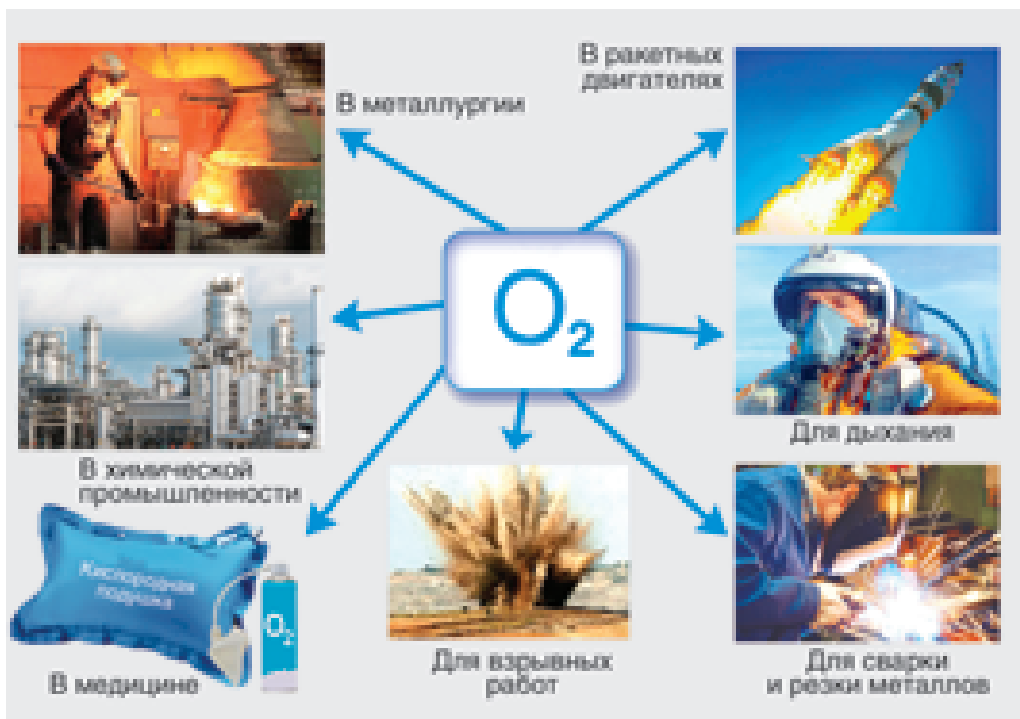 В металлургии
В ракетных
двигателях
O₂
В химической
промышленности
Для дыхания
Кислородная
подушка
O₂
В медицине
Для взрывных
работ
Для сварки
и резки металлов